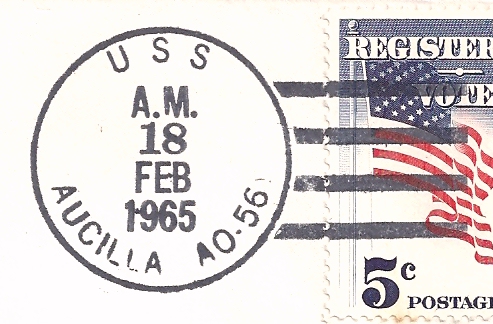 USS
A.M.
18
FEB
1965
AUCILLA AO-56
REGISTER
VOTE
5c
POSTAGE